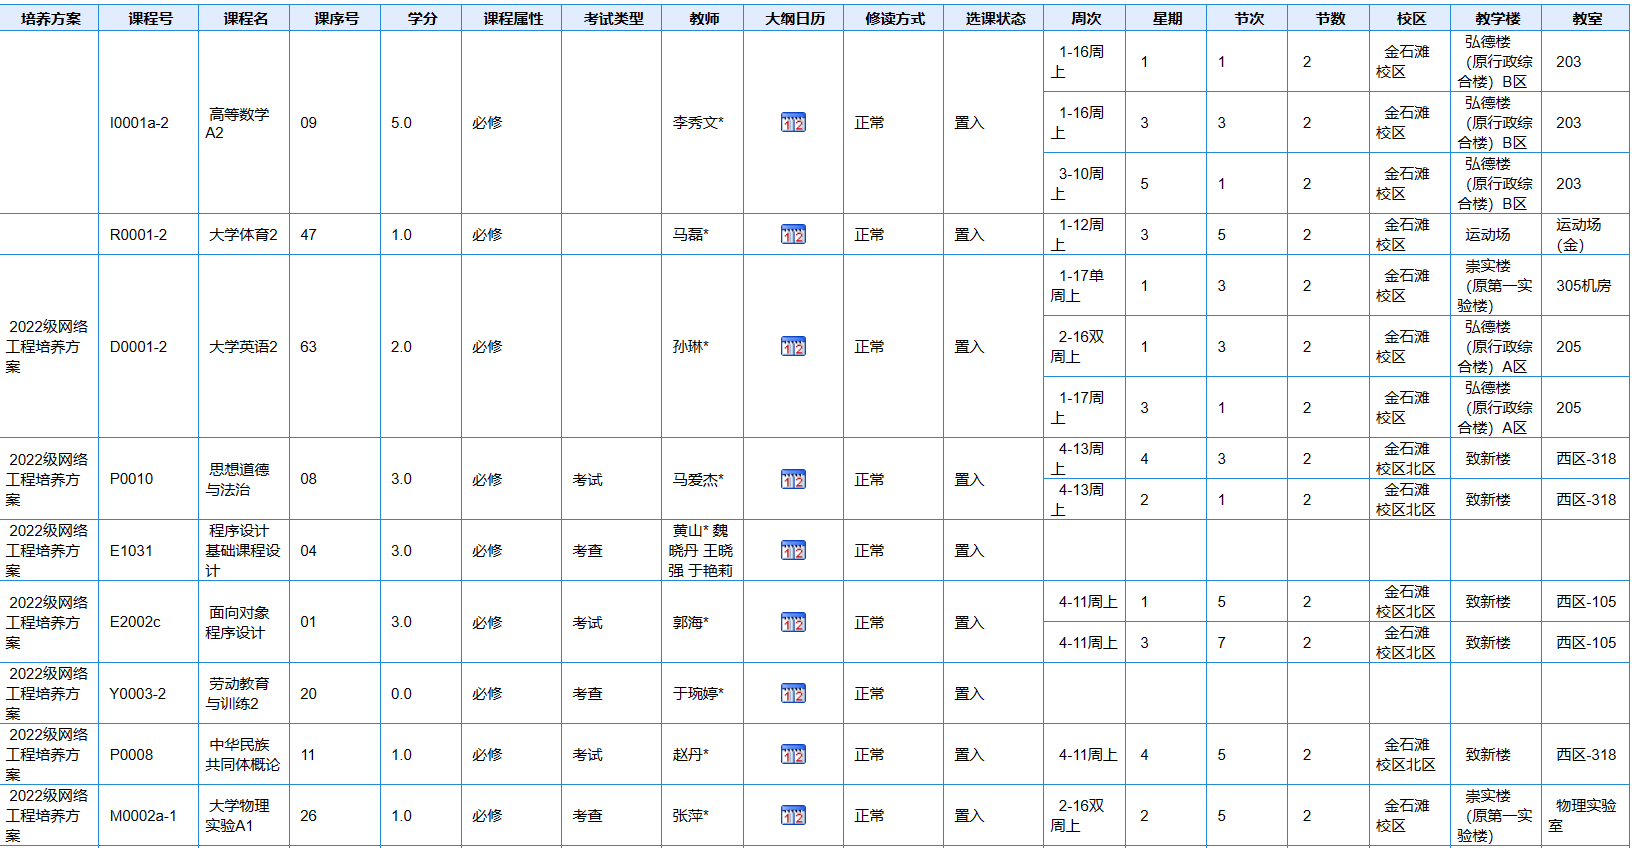 培养方案 课程号 课程名 课序号 学分 课程属性 考试类型 教师 大纲日历 修读方式 选课状态 周次 星期 节次 节数 校区 教学楼 教室
I0001a-2 高等数学A2 09 5.0 必修 李秀文* 正常 置入 1-16周上 1 1 2 金石滩校区 弘德楼（原行政综合楼）B区 203
1-16周上 3 3 2 金石滩校区 弘德楼（原行政综合楼）B区 203
3-10周上 5 1 2 金石滩校区 弘德楼（原行政综合楼）B区 203
R0001-2 大学体育2 47 1.0 必修 马磊* 正常 置入 1-12周上 3 5 2 金石滩校区 运动场 运动场(金)
2022级网络工程培养方案 D0001-2 大学英语2 63 2.0 必修 孙琳* 正常 置入 1-17单周上 1 3 2 金石滩校区 崇实楼（原第一实验楼） 305机房
2-16双周上 1 3 2 金石滩校区 弘德楼（原行政综合楼）A区 205
1-17周上 3 1 2 金石滩校区 弘德楼（原行政综合楼）A区 205
2022级网络工程培养方案 P0010 思想道德与法治 08 3.0 必修 考试 马爱杰* 正常 置入 4-13周上 4 3 2 金石滩校区北区 致新楼 西区-318
4-13周上 2 1 2 金石滩校区北区 致新楼 西区-318
2022级网络工程培养方案 E1031 程序设计基础课程设计 04 3.0 必修 考查 黄山* 魏晓丹 王晓强 于艳莉 正常 置入
2022级网络工程培养方案 E2002c 面向对象程序设计 01 3.0 必修 考试 郭海* 正常 置入 4-11周上 1 5 2 金石滩校区北区 致新楼 西区-105
4-11周上 3 7 2 金石滩校区北区 致新楼 西区-105
2022级网络工程培养方案 Y0003-2 劳动教育与训练2 20 0.0 必修 考查 于琬婷* 正常 置入
2022级网络工程培养方案 P0008 中华民族共同体概论 11 1.0 必修 考试 赵丹* 正常 置入 4-11周上 4 5 2 金石滩校区北区 致新楼 西区-318
2022级网络工程培养方案 M0002a-1 大学物理实验A1 26 1.0 必修 考查 张萍* 正常 置入 2-16双周上 2 5 2 金石滩校区 崇实楼（原第一实验楼） 物理实验室